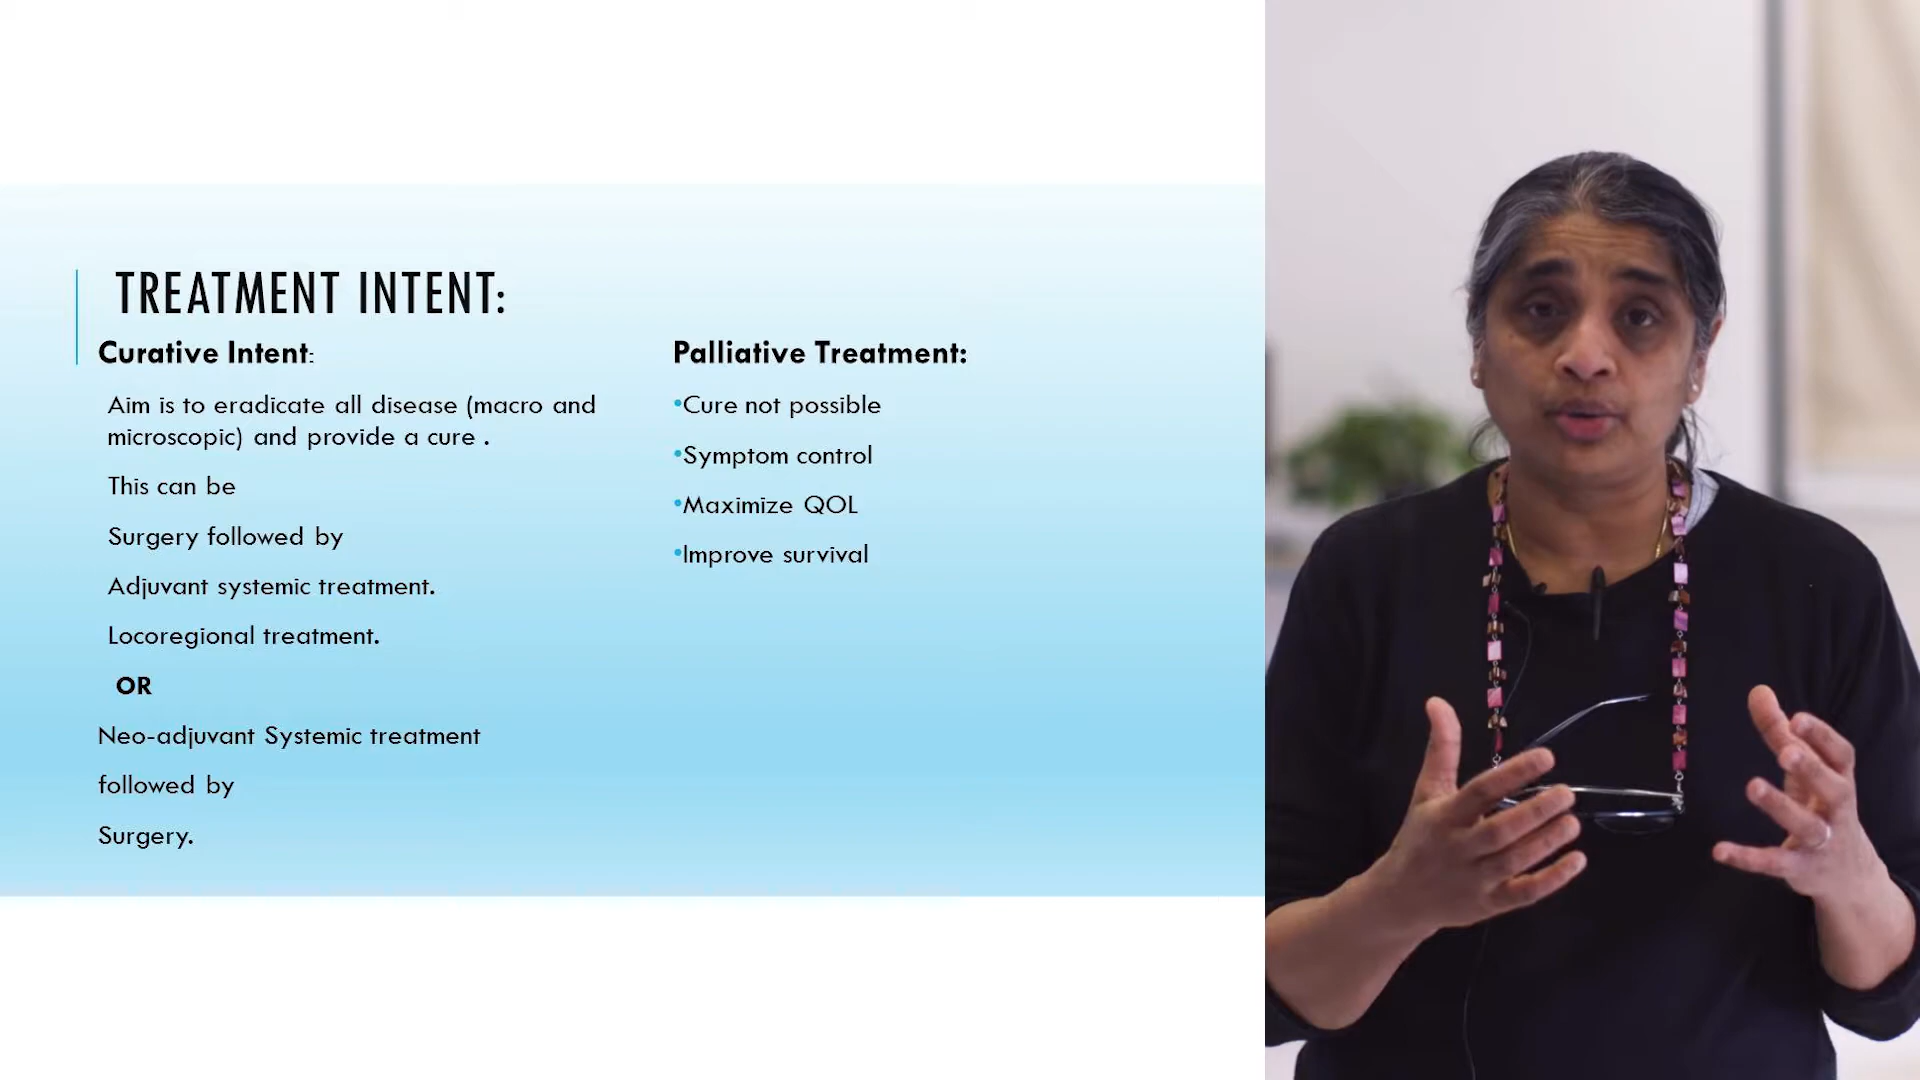 TREATMENT INTENT:
Curative Intent:
Aim is to eradicate all disease (macro and
microscopic) and provide a cure .
This can be
Surgery followed by
Adjuvant systemic treatment.
Locoregional treatment.
OR
Neo-adjuvant Systemic treatment
followed by
Surgery.
Palliative Treatment:
•Cure not possible
•Symptom control
•Maximize QOL
•Improve survival